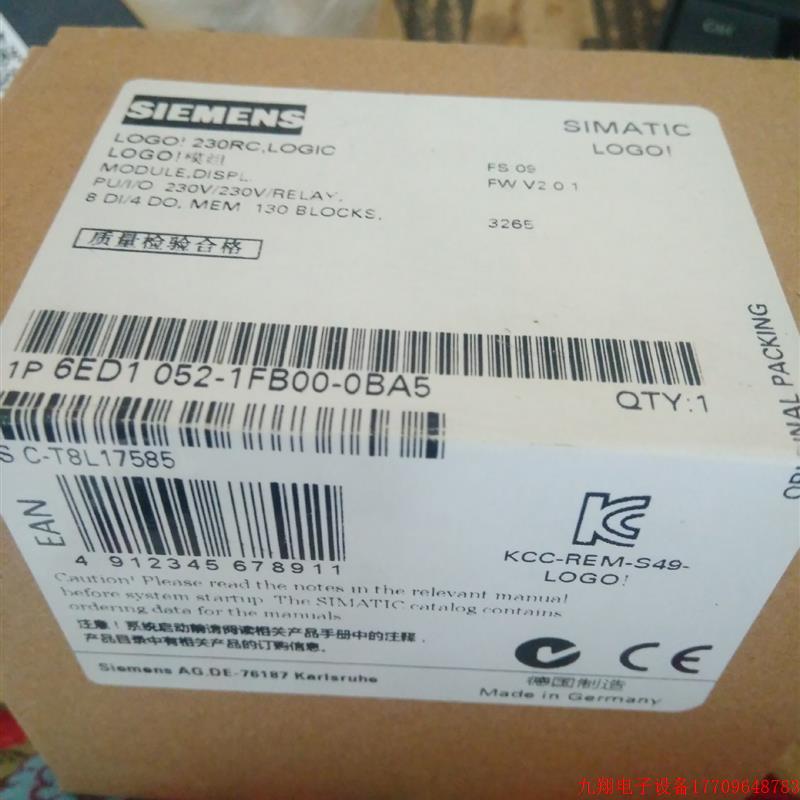 SIEMENS
SIMATIC
LOGO!
LOGO! 230RC,LOGIC
LOGO!模组
MODULE,DISPL.
PU/I/O 230V/230V/RELAY,
8 DI/4 DO, MEM 130 BLOCKS,
FS 09
FW V2.0.1
3265
质量检验合格
1P 6ED1 052-1FB00-0BA5
QTY:1
ORIGINAL PACKING
S C-T8L17585
EAN
4 912345 678911
KCC-REM-S49-
LOGO!
Caution! Please read the notes in the relevant manual
before system startup. The SIMATIC catalog contains
ordering data for the manuals
注意!系统启动前请阅读相关产品手册中的注释,
产品目录中有相关产品的订购信息.
CE
Siemens AG,DE-76187 Karlsruhe
德国制造
Made in Germany
九翔电子设备17709648783
Ctrl